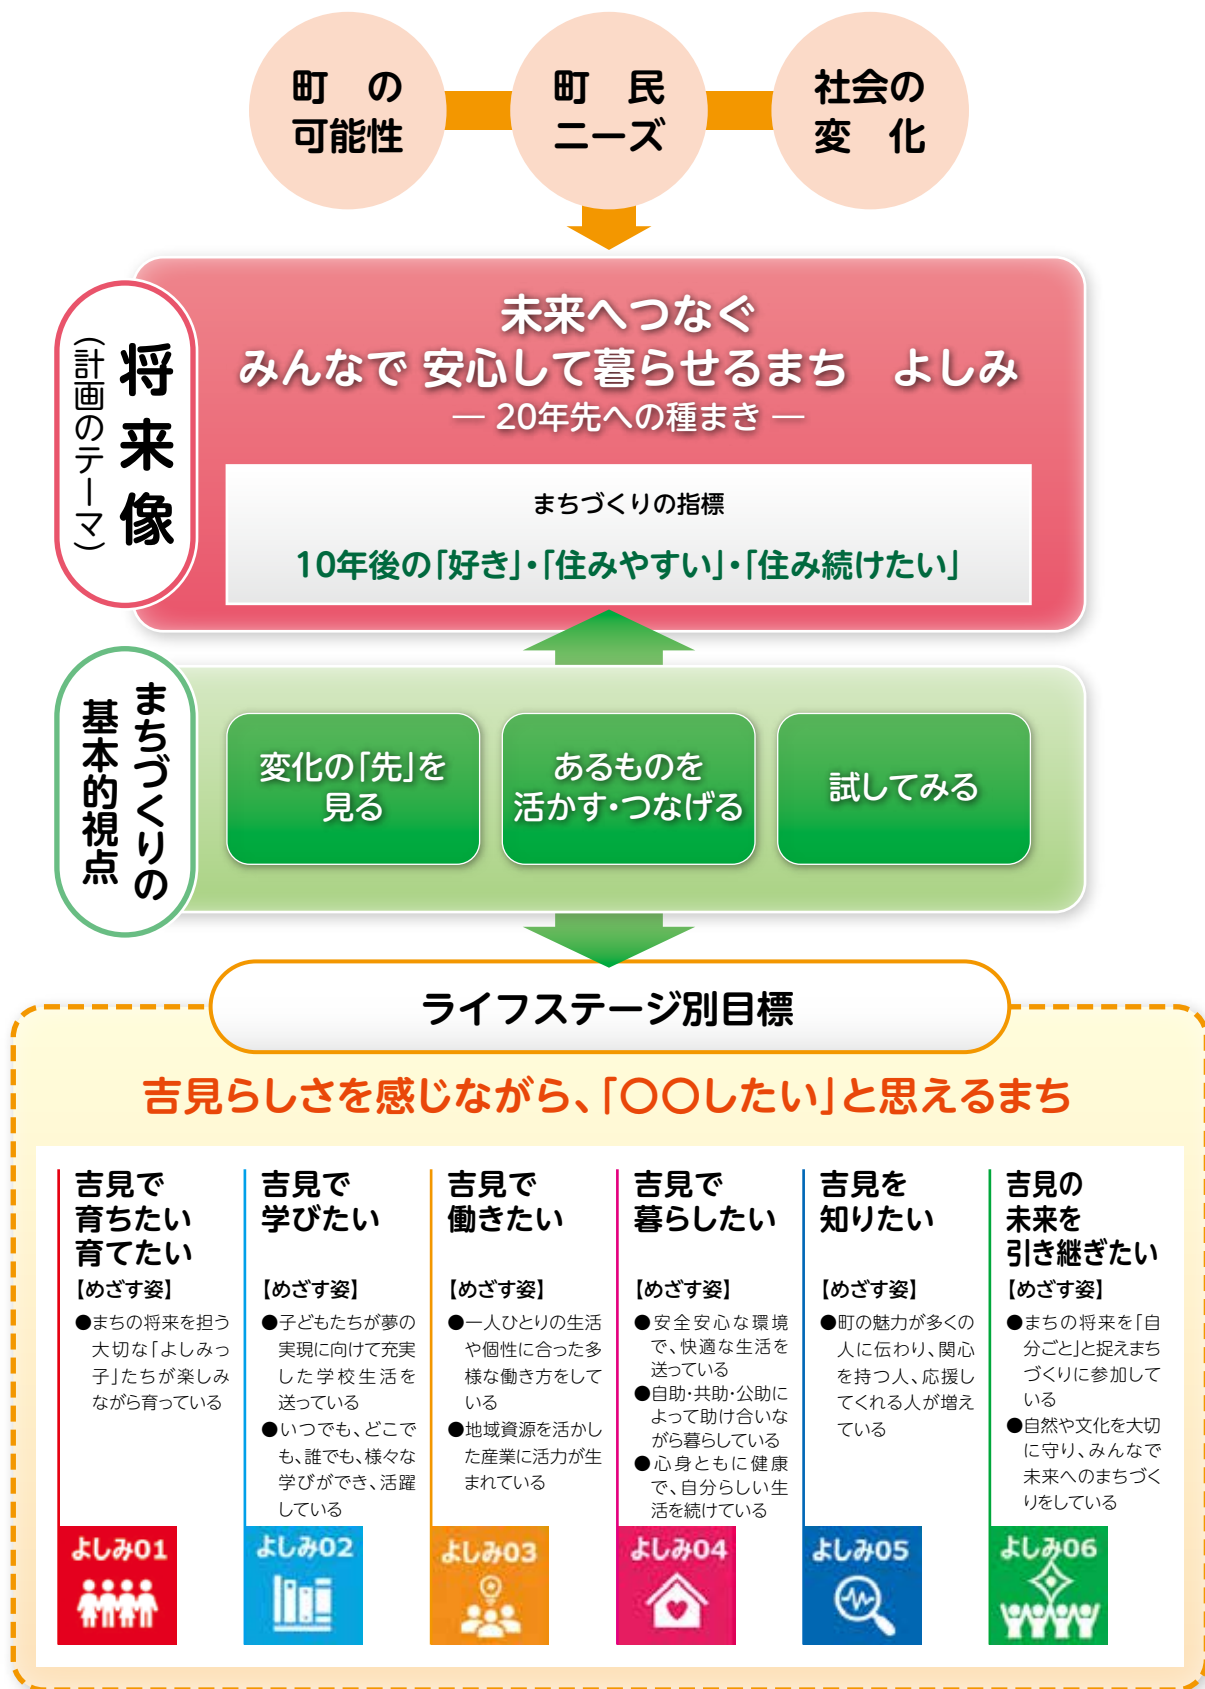 町　の
可能性
町　民
ニーズ
社会の
変　化
将来像
（計画のテーマ）
未来へつなぐ
みんなで 安心して暮らせるまち　よしみ
― 20年先への種まき ―
まちづくりの指標
10年後の「好き」・「住みやすい」・「住み続けたい」
まちづくりの
基本的視点
変化の「先」を
見る
あるものを
活かす・つなげる
試してみる
ライフステージ別目標
吉見らしさを感じながら、「〇〇したい」と思えるまち
吉見で
育ちたい
育てたい
【めざす姿】
●まちの将来を担う
大切な「よしみっ
子」たちが楽しみ
ながら育っている
よしみ01
吉見で
学びたい
【めざす姿】
●子どもたちが夢の
実現に向けて充実
した学校生活を
送っている
●いつでも、どこで
も、誰でも、様々な
学びができ、活躍
している
よしみ02
吉見で
働きたい
【めざす姿】
●一人ひとりの生活
や個性に合った多
様な働き方をして
いる
●地域資源を活かし
た産業に活力が生
まれている
よしみ03
吉見で
暮らしたい
【めざす姿】
●安全安心な環境
で、快適な生活を
送っている
●自助・共助・公助に
よって助け合いな
がら暮らしている
●心身ともに健康
で、自分らしい生
活を続けている
よしみ04
吉見を
知りたい
【めざす姿】
●町の魅力が多くの
人に伝わり、関心
を持つ人、応援し
てくれる人が増え
ている
よしみ05
吉見の
未来を
引き継ぎたい
【めざす姿】
●まちの将来を「自
分ごと」と捉えまち
づくりに参加して
いる
●自然や文化を大切
に守り、みんなで
未来へのまちづく
りをしている
よしみ06